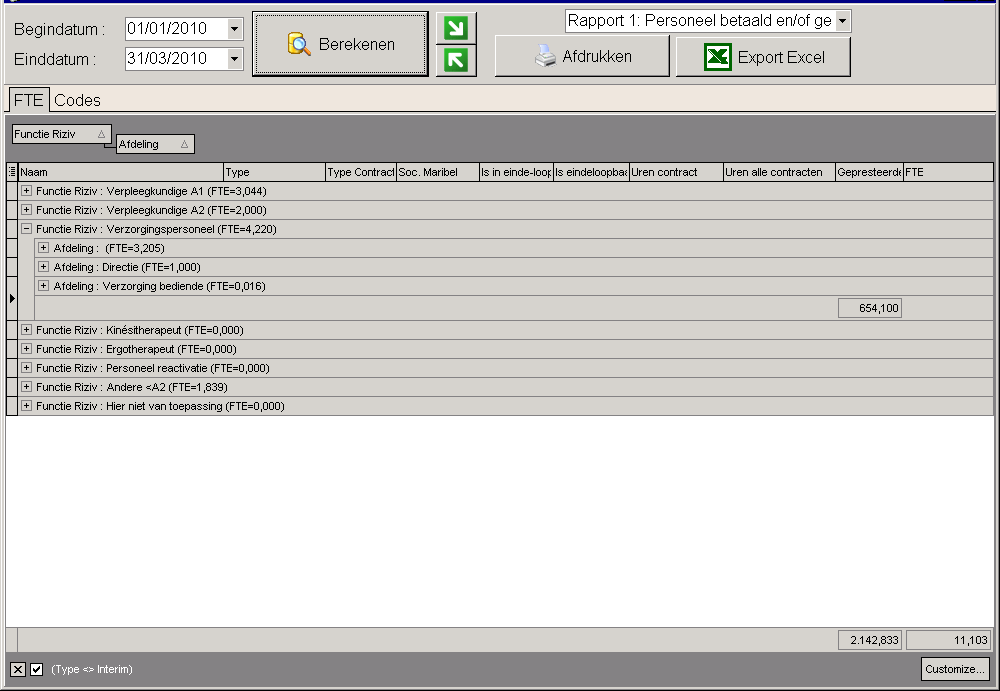 Begindatum : 01/01/2010
Einddatum : 31/03/2010
Berekenen
Rapport 1: Personeel betaald en/of ge
Afdrukken
Export Excel
FTE Codes
Functie Riziv
Afdeling
Naam Type Type Contract Soc. Maribel Is in einde-loop Is eindeloopbaa Uren contract Uren alle contracten Gepresteerde FTE
Functie Riziv : Verpleegkundige A1 (FTE=3,044)
Functie Riziv : Verpleegkundige A2 (FTE=2,000)
Functie Riziv : Verzorgingspersoneel (FTE=4,220)
Afdeling : (FTE=3,205)
Afdeling : Directie (FTE=1,000)
Afdeling : Verzorging bediende (FTE=0,016)
654,100
Functie Riziv : Kinésitherapeut (FTE=0,000)
Functie Riziv : Ergotherapeut (FTE=0,000)
Functie Riziv : Personeel reactivatie (FTE=0,000)
Functie Riziv : Andere <A2 (FTE=1,839)
Functie Riziv : Hier niet van toepassing (FTE=0,000)
2.142,833 11,103
(Type <> Interim)
Customize...